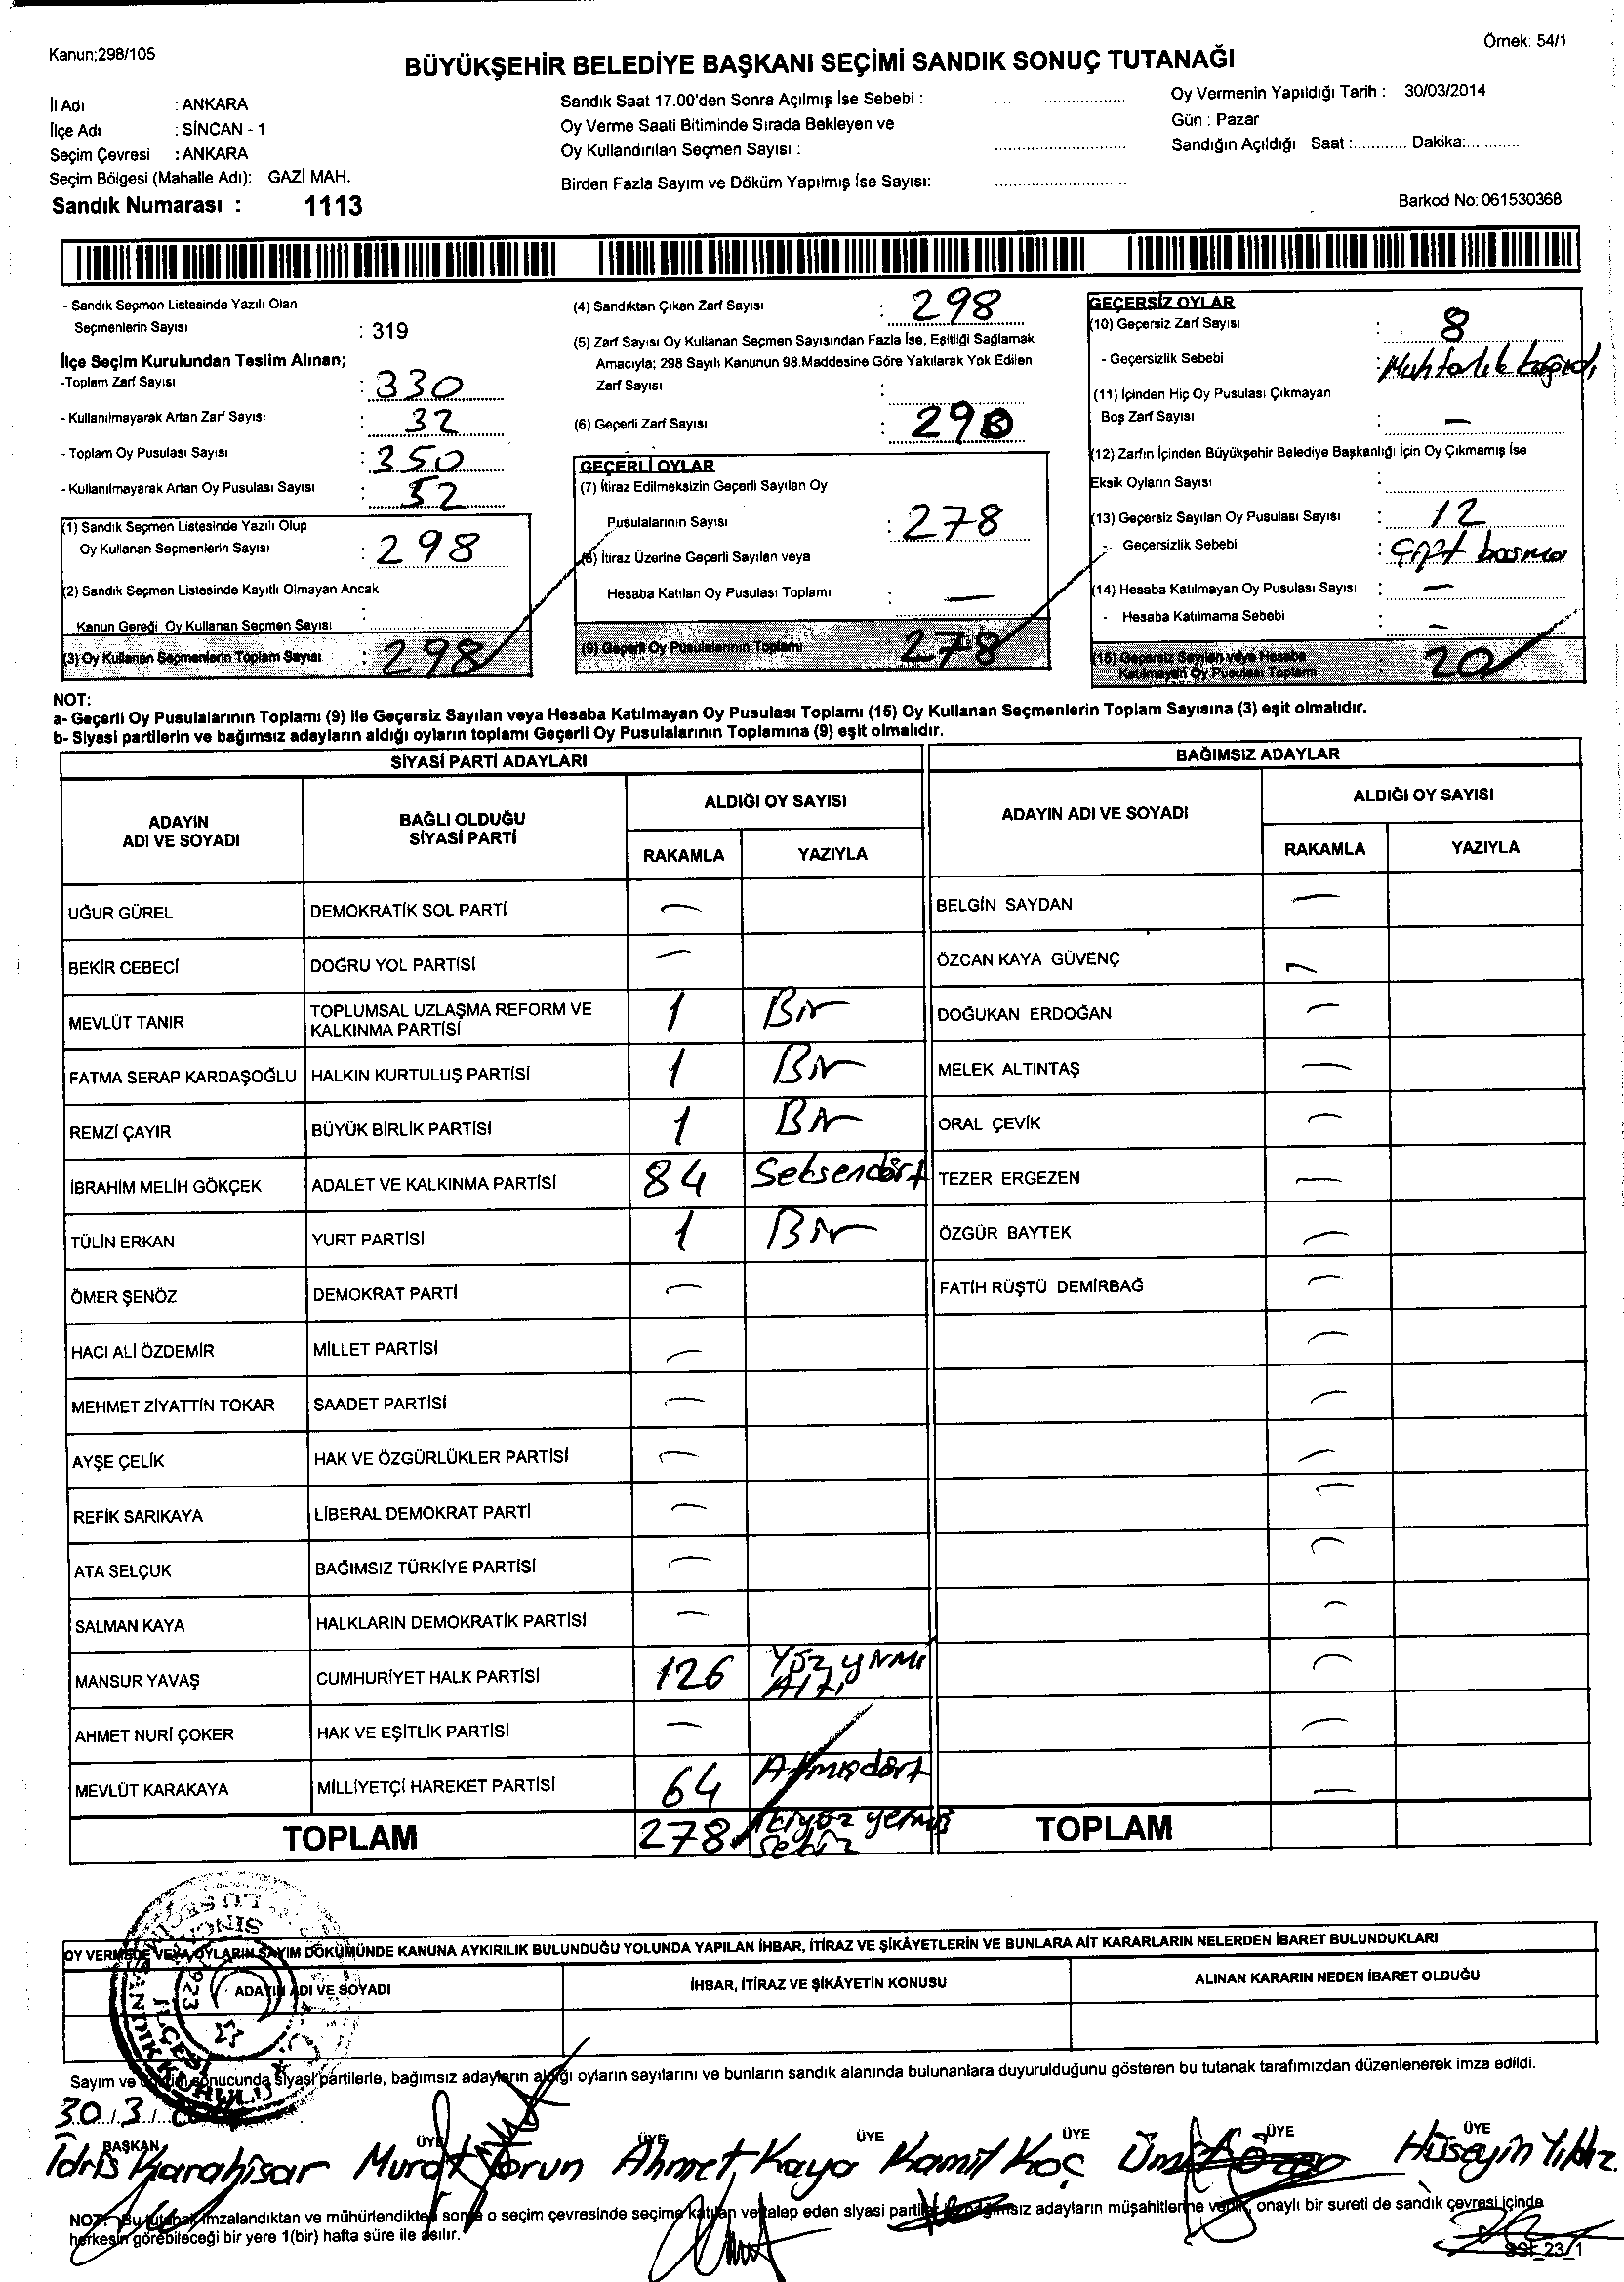 Kanun;298/105
Örnek: 54/1
BÜYÜKŞEHİR BELEDİYE BAŞKANI SEÇİMİ SANDIK SONUÇ TUTANAĞI
İl Adı : ANKARA
İlçe Adı : SİNCAN - 1
Seçim Çevresi : ANKARA
Seçim Bölgesi (Mahalle Adı): GAZİ MAH.
Sandık Numarası : 1113
Sandık Saat 17.00'den Sonra Açılmış İse Sebebi :
Oy Verme Saati Bitiminde Sırada Bekleyen ve
Oy Kullandırılan Seçmen Sayısı :
Birden Fazla Sayım ve Döküm Yapılmış İse Sayısı:
Oy Vermenin Yapıldığı Tarih : 30/03/2014
Gün : Pazar
Sandığın Açıldığı Saat :............ Dakika:............
Barkod No: 061530368
- Sandık Seçmen Listesinde Yazılı Olan
Seçmenlerin Sayısı : 319
İlçe Seçim Kurulundan Teslim Alınan;
-Toplam Zarf Sayısı : 330
- Kullanılmayarak Artan Zarf Sayısı : 32
- Toplam Oy Pusulası Sayısı : 350
- Kullanılmayarak Artan Oy Pusulası Sayısı : 52
(1) Sandık Seçmen Listesinde Yazılı Olup
Oy Kullanan Seçmenlerin Sayısı : 298
(2) Sandık Seçmen Listesinde Kayıtlı Olmayan Ancak
Kanun Gereği Oy Kullanan Seçmen Sayısı :
(3) Oy Kullanan Seçmenlerin Toplam Sayısı : 298
(4) Sandıktan Çıkan Zarf Sayısı : 298
(5) Zarf Sayısı Oy Kullanan Seçmen Sayısından Fazla İse, Eşitliği Sağlamak
Amacıyla; 298 Sayılı Kanunun 98.Maddesine Göre Yakılarak Yok Edilen
Zarf Sayısı :
(6) Geçerli Zarf Sayısı : 290
GEÇERLİ OYLAR
(7) İtiraz Edilmeksizin Geçerli Sayılan Oy
Pusulalarının Sayısı : 278
(8) İtiraz Üzerine Geçerli Sayılan veya
Hesaba Katılan Oy Pusulası Toplamı : —
(9) Geçerli Oy Pusulalarının Toplamı 278
GEÇERSİZ OYLAR
(10) Geçersiz Zarf Sayısı : 8
- Geçersizlik Sebebi : Muhtarlık kağıdı
(11) İçinden Hiç Oy Pusulası Çıkmayan
Boş Zarf Sayısı : —
(12) Zarfın İçinden Büyükşehir Belediye Başkanlığı İçin Oy Çıkmamış İse
Eksik Oyların Sayısı :
(13) Geçersiz Sayılan Oy Pusulası Sayısı : 12
- Geçersizlik Sebebi : Çift basma
(14) Hesaba Katılmayan Oy Pusulası Sayısı : —
- Hesaba Katılmama Sebebi : —
(15) Geçersiz Sayılan veya Hesaba
Katılmayan Oy Pusulası Toplamı : 20
NOT:
a- Geçerli Oy Pusulalarının Toplamı (9) ile Geçersiz Sayılan veya Hesaba Katılmayan Oy Pusulası Toplamı (15) Oy Kullanan Seçmenlerin Toplam Sayısına (3) eşit olmalıdır.
b- Siyasi partilerin ve bağımsız adayların aldığı oyların toplamı Geçerli Oy Pusulalarının Toplamına (9) eşit olmalıdır.
SİYASİ PARTİ ADAYLARI
ADAYIN
ADI VE SOYADI
BAĞLI OLDUĞU
SİYASİ PARTİ
ALDIĞI OY SAYISI
RAKAMLA YAZIYLA
UĞUR GÜREL DEMOKRATİK SOL PARTİ —
BEKİR CEBECİ DOĞRU YOL PARTİSİ —
MEVLÜT TANIR TOPLUMSAL UZLAŞMA REFORM VE
KALKINMA PARTİSİ 1 Bir
FATMA SERAP KARDAŞOĞLU HALKIN KURTULUŞ PARTİSİ 1 Bir
REMZİ ÇAYIR BÜYÜK BİRLİK PARTİSİ 1 Bir
İBRAHİM MELİH GÖKÇEK ADALET VE KALKINMA PARTİSİ 84 Seksendört
TÜLİN ERKAN YURT PARTİSİ 1 Bir
ÖMER ŞENÖZ DEMOKRAT PARTİ —
HACI ALİ ÖZDEMİR MİLLET PARTİSİ —
MEHMET ZİYATTİN TOKAR SAADET PARTİSİ —
AYŞE ÇELİK HAK VE ÖZGÜRLÜKLER PARTİSİ —
REFİK SARIKAYA LİBERAL DEMOKRAT PARTİ —
ATA SELÇUK BAĞIMSIZ TÜRKİYE PARTİSİ —
SALMAN KAYA HALKLARIN DEMOKRATİK PARTİSİ —
MANSUR YAVAŞ CUMHURİYET HALK PARTİSİ 126 Yüz yirmi
Altı
AHMET NURİ ÇOKER HAK VE EŞİTLİK PARTİSİ —
MEVLÜT KARAKAYA MİLLİYETÇİ HAREKET PARTİSİ 64 Atmışdört
TOPLAM 278 İkiyüz yetmiş
sekiz
BAĞIMSIZ ADAYLAR
ADAYIN ADI VE SOYADI
ALDIĞI OY SAYISI
RAKAMLA YAZIYLA
BELGİN SAYDAN —
ÖZCAN KAYA GÜVENÇ —
DOĞUKAN ERDOĞAN —
MELEK ALTINTAŞ —
ORAL ÇEVİK —
TEZER ERGEZEN —
ÖZGÜR BAYTEK —
FATİH RÜŞTÜ DEMİRBAĞ —
—
—
—
—
—
—
—
—
—
TOPLAM
OY VERMEDE VEYA OYLARIN SAYIM DÖKÜMÜNDE KANUNA AYKIRILIK BULUNDUĞU YOLUNDA YAPILAN İHBAR, İTİRAZ VE ŞİKÂYETLERİN VE BUNLARA AİT KARARLARIN NELERDEN İBARET BULUNDUKLARI
ADAYIN ADI VE SOYADI
İHBAR, İTİRAZ VE ŞİKÂYETİN KONUSU
ALINAN KARARIN NEDEN İBARET OLDUĞU
1923
SANDIK KURULU
Sayım ve döküm sonucunda siyasi partilerle, bağımsız adayların aldığı oyların sayılarını ve bunların sandık alanında bulunanlara duyurulduğunu gösteren bu tutanak tarafımızdan düzenlenerek imza edildi.
30/3/
BAŞKAN ÜYE ÜYE ÜYE ÜYE ÜYE ÜYE
İdris Karahisar Murat Torun Ahmet Kaya Kamil Koç Ümit Özen Hüseyin Yıldız
NOT: Bu tutanak imzalandıktan ve mühürlendikten sonra o seçim çevresinde seçime katılan ve talep eden siyasi partiler ve bağımsız adayların müşahitlerine verilir, onaylı bir sureti de sandık çevresi içinde
herkesin görebileceği bir yere 1(bir) hafta süre ile asılır.
SSI_23/1